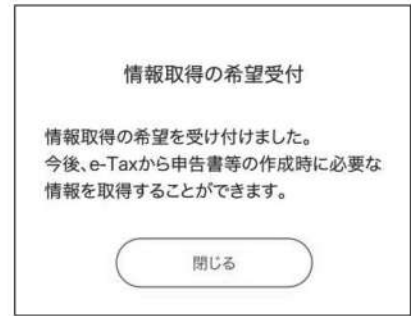 情報取得の希望受付
情報取得の希望を受け付けました。
今後、e-Taxから申告書等の作成時に必要な
情報を取得することができます。
閉じる